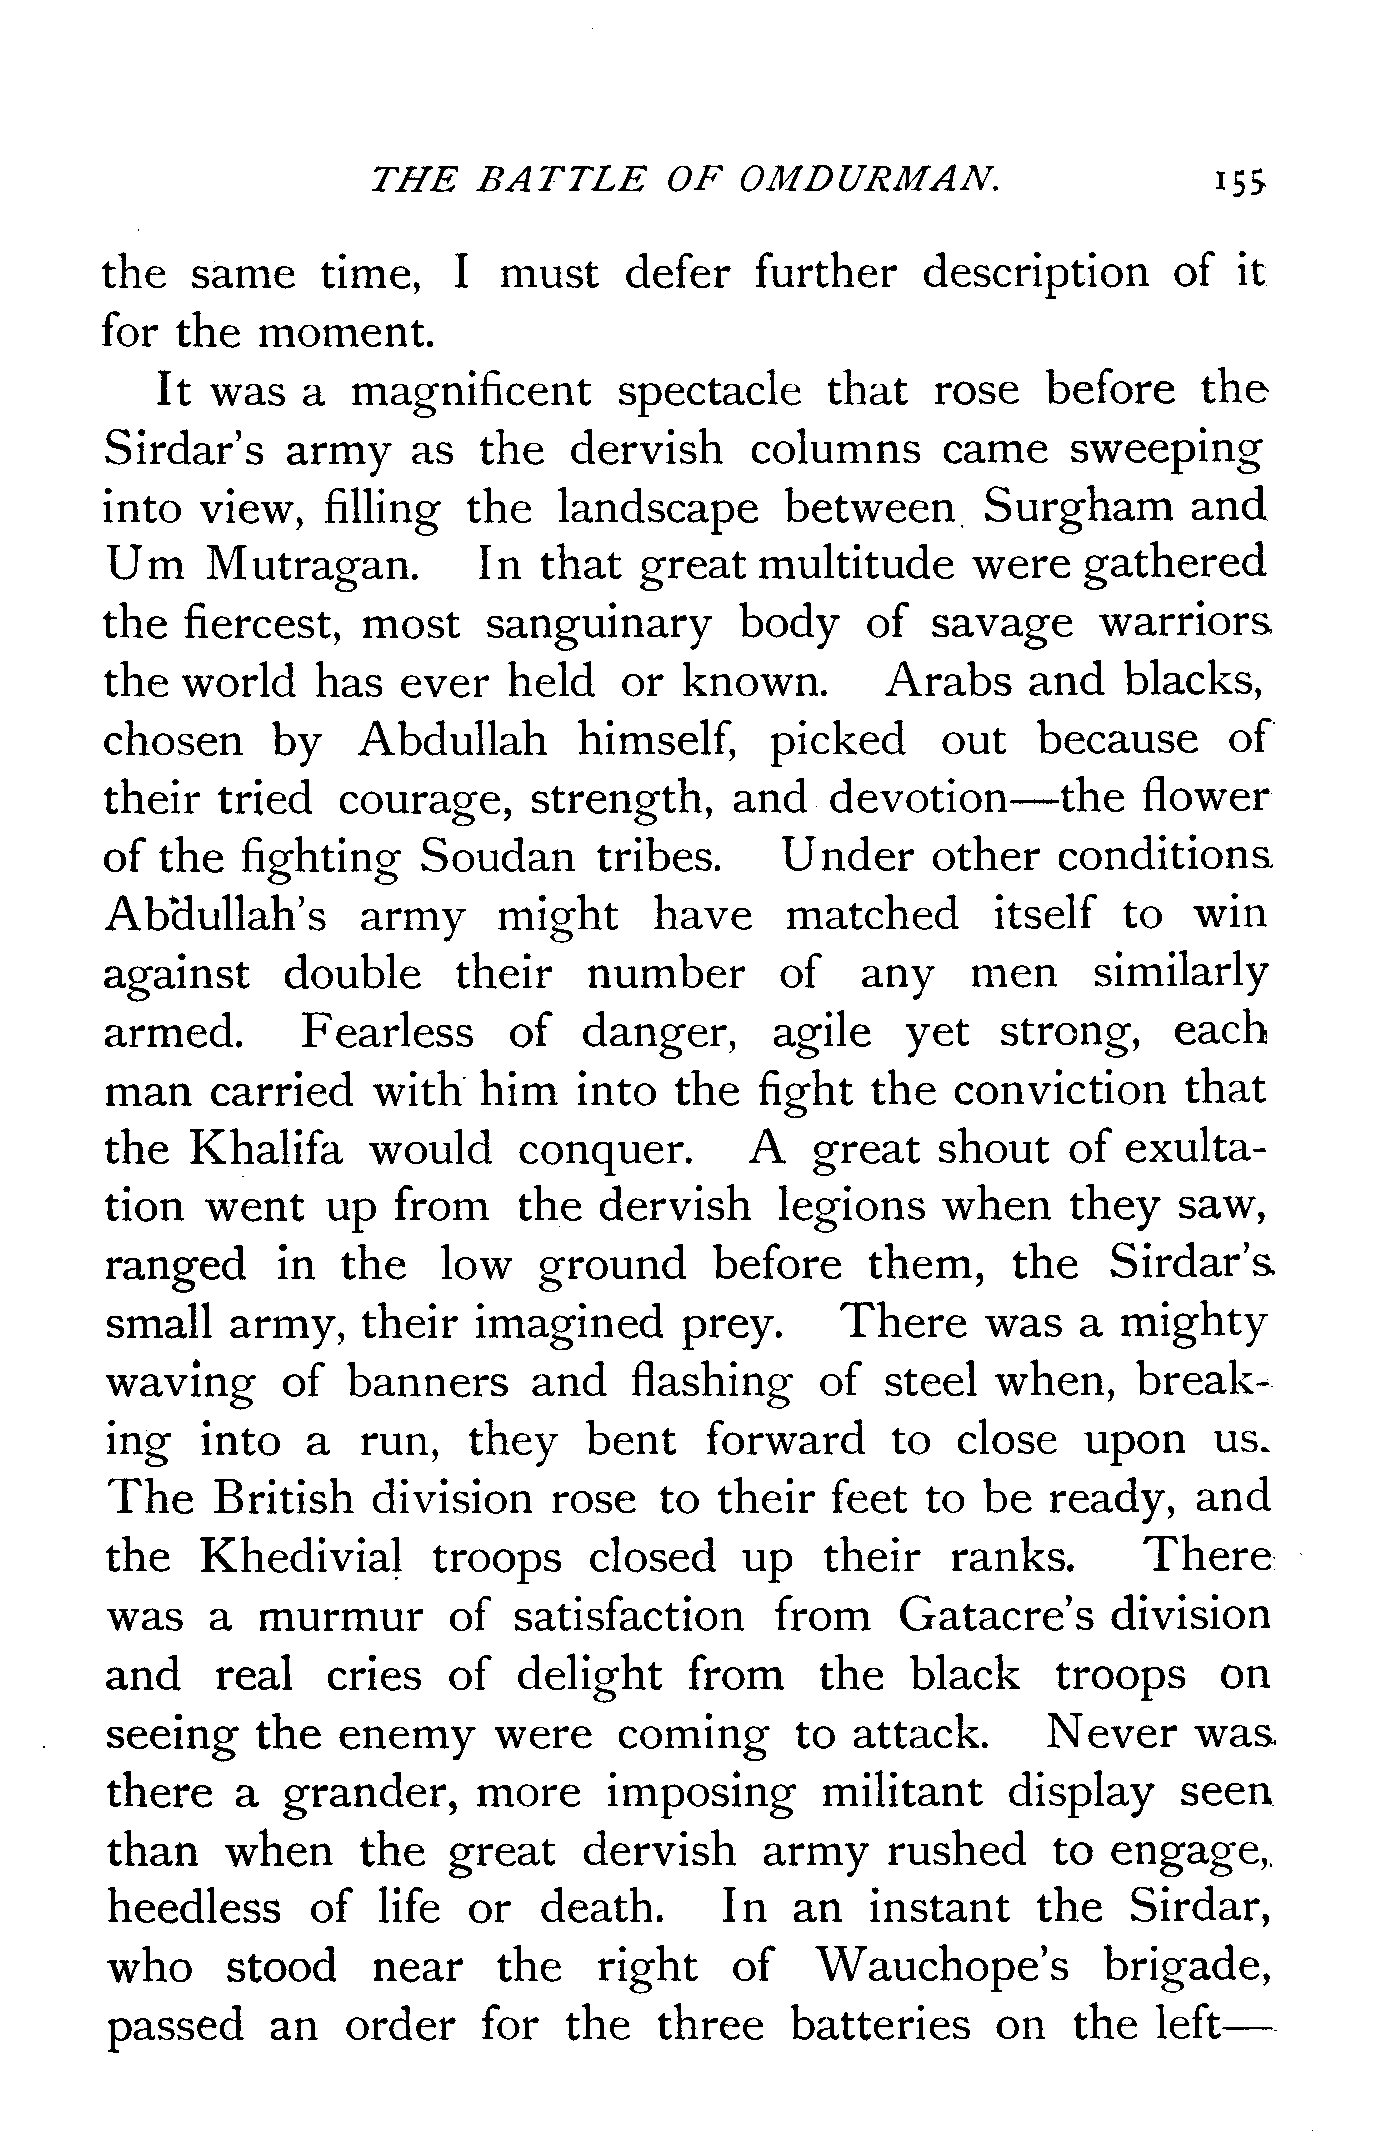 THE BATTLE OF OMDURMAN. 155
the same time, I must defer further description of it
for the moment.
It was a magnificent spectacle that rose before the
Sirdar's army as the dervish columns came sweeping
into view, filling the landscape between Surgham and
Um Mutragan. In that great multitude were gathered
the fiercest, most sanguinary body of savage warriors
the world has ever held or known. Arabs and blacks,
chosen by Abdullah himself, picked out because of
their tried courage, strength, and devotion—the flower
of the fighting Soudan tribes. Under other conditions
Abdullah's army might have matched itself to win
against double their number of any men similarly
armed. Fearless of danger, agile yet strong, each
man carried with him into the fight the conviction that
the Khalifa would conquer. A great shout of exulta-
tion went up from the dervish legions when they saw,
ranged in the low ground before them, the Sirdar's
small army, their imagined prey. There was a mighty
waving of banners and flashing of steel when, break-
ing into a run, they bent forward to close upon us.
The British division rose to their feet to be ready, and
the Khedivial troops closed up their ranks. There
was a murmur of satisfaction from Gatacre's division
and real cries of delight from the black troops on
seeing the enemy were coming to attack. Never was
there a grander, more imposing militant display seen
than when the great dervish army rushed to engage,
heedless of life or death. In an instant the Sirdar,
who stood near the right of Wauchope's brigade,
passed an order for the three batteries on the left—